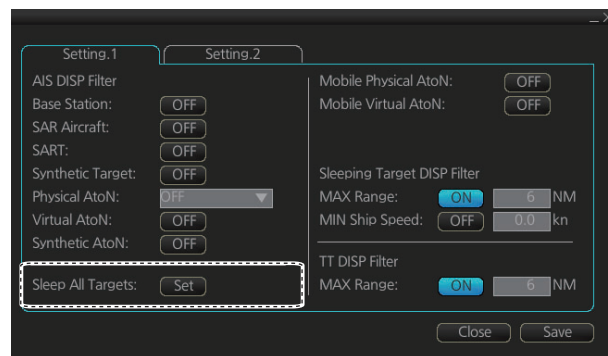 Setting.1 Setting.2
AIS DISP Filter
Base Station: OFF
SAR Aircraft: OFF
SART: OFF
Synthetic Target: OFF
Physical AtoN: OFF
Virtual AtoN: OFF
Synthetic AtoN: OFF
Sleep All Targets: Set
Mobile Physical AtoN: OFF
Mobile Virtual AtoN: OFF
Sleeping Target DISP Filter
MAX Range: ON 6 NM
MIN Ship Speed: OFF 0.0 kn
TT DISP Filter
MAX Range: ON 6 NM
Close Save